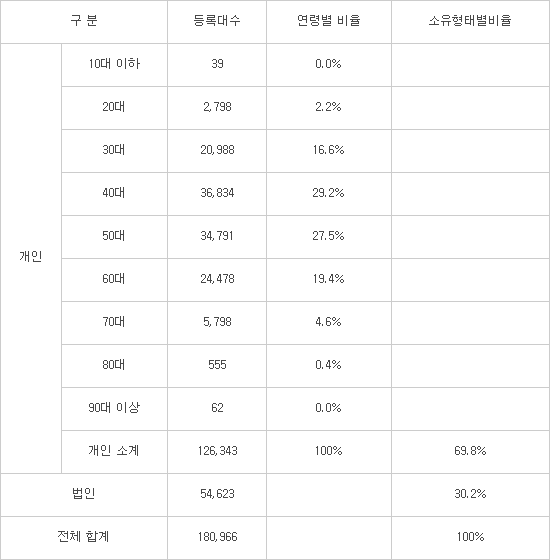 구 분 등록대수 연령별 비율 소유형태별비율
10대 이하 39 0.0%
20대 2,798 2.2%
30대 20,988 16.6%
40대 36,834 29.2%
50대 34,791 27.5%
개인
60대 24,478 19.4%
70대 5,798 4.6%
80대 555 0.4%
90대 이상 62 0.0%
개인 소계 126,343 100% 69.8%
법인 54,623 30.2%
전체 합계 180,966 100%